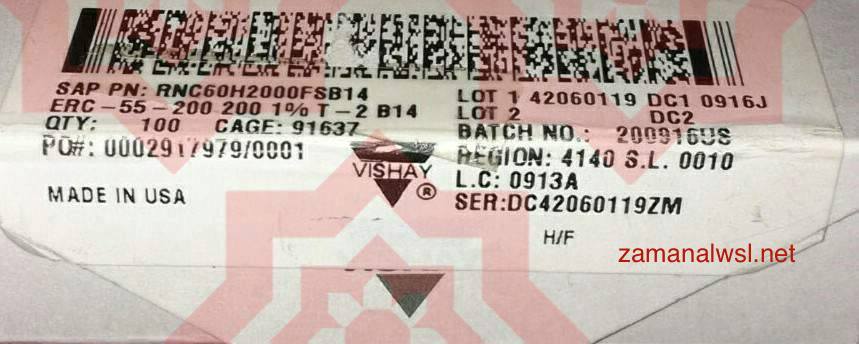 SAP PN: RNC60H2000FSB14
ERC-55-200 200 1% T-2 B14
QTY: 100 CAGE: 91637
PO#: 0002917979/0001
MADE IN USA
VISHAY
®
LOT 1 42060119 DC1 0916J
LOT 2 DC2
BATCH NO.: 200916US
REGION: 4140 S.L. 0010
L.C: 0913A
SER:DC42060119ZM
H/F
zamanalwsl.net